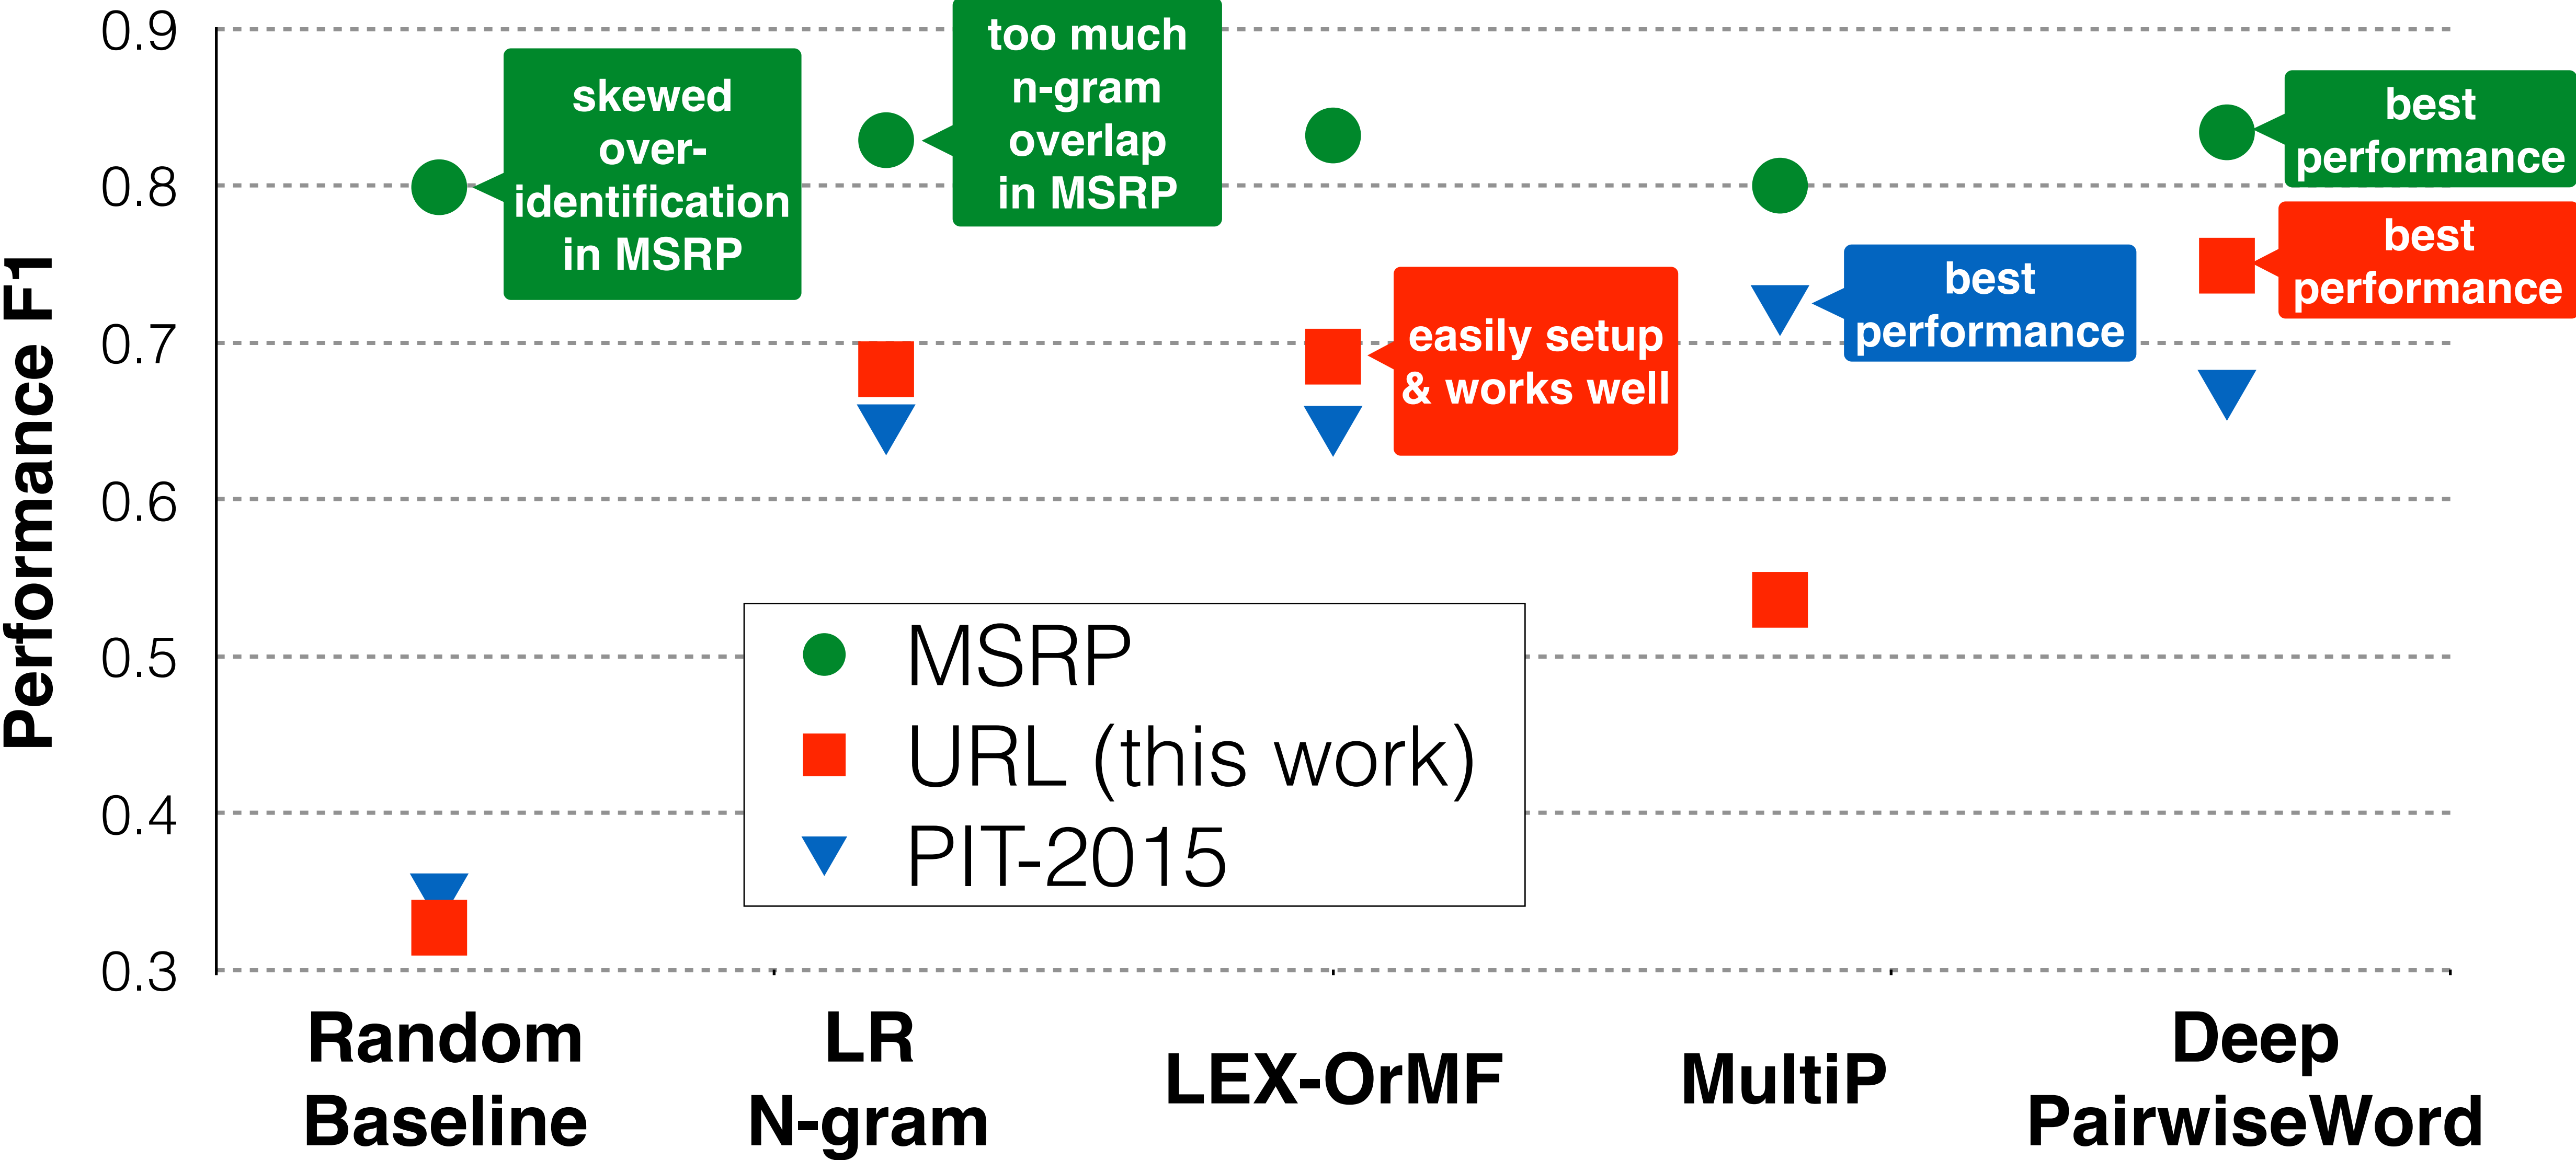 Performance F1
0.9
0.8
0.7
0.6
0.5
0.4
0.3
skewed
over-
identification
in MSRP
too much
n-gram
overlap
in MSRP
easily setup
& works well
best
performance
best
performance
best
performance
MSRP
URL (this work)
PIT-2015
Random
Baseline
LR
N-gram
LEX-OrMF
MultiP
Deep
PairwiseWord